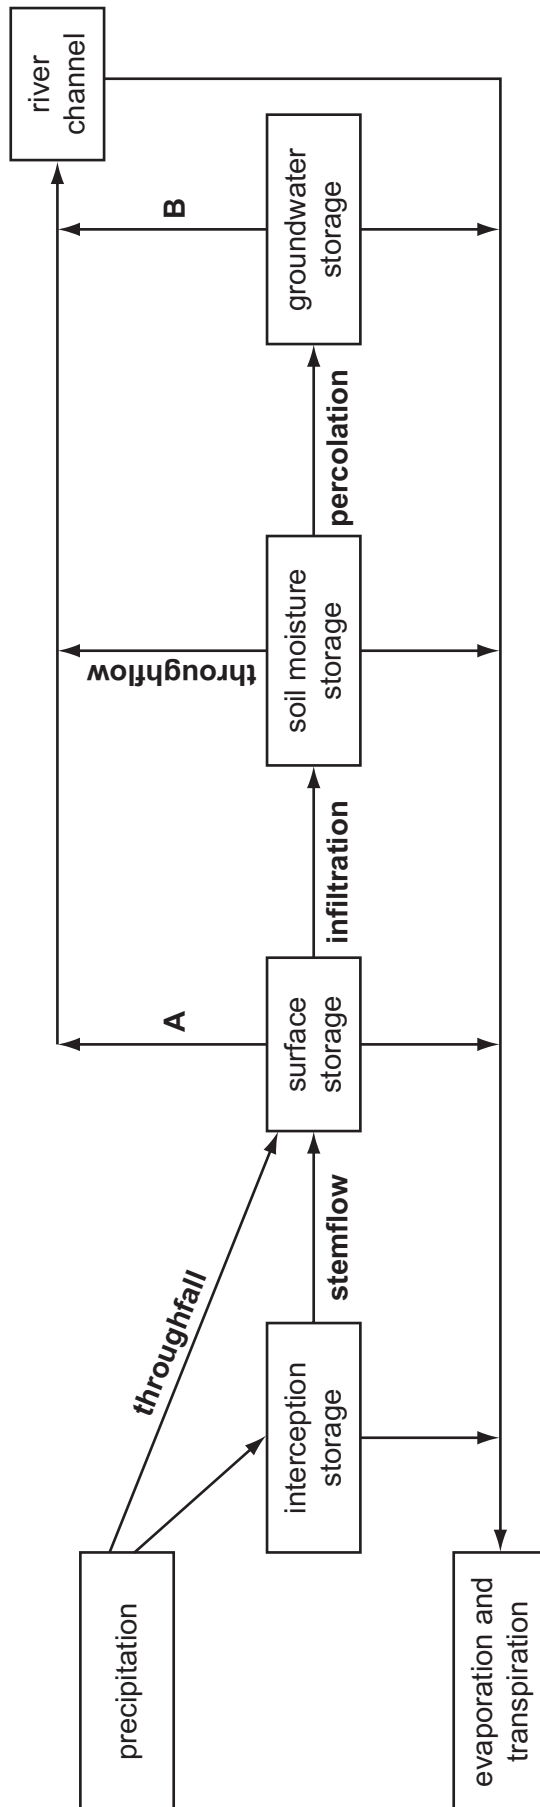 precipitation
throughfall
interception
storage
stemflow
evaporation and
transpiration
A
surface
storage
infiltration
throughflow
soil moisture
storage
percolation
B
groundwater
storage
river
channel